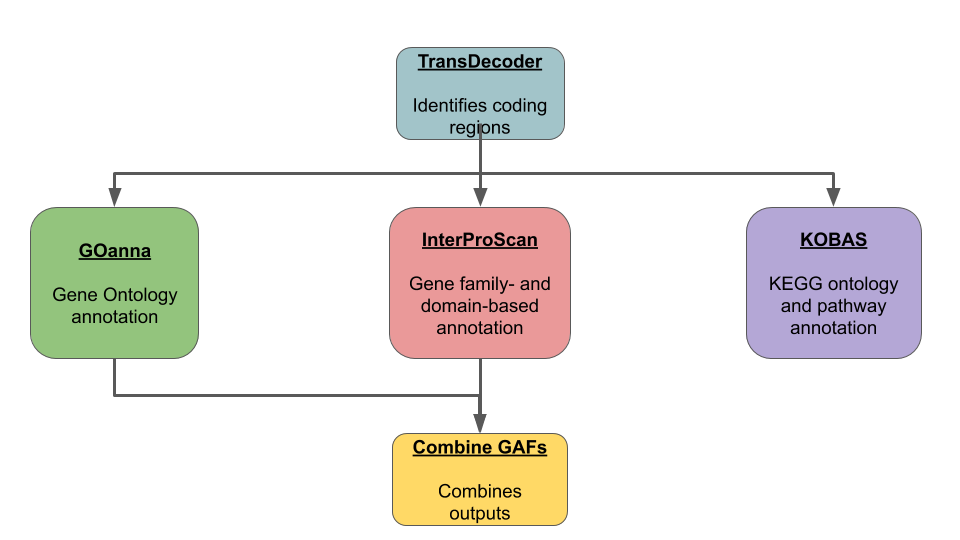 TransDecoder
Identifies coding
regions
GOanna
Gene Ontology
annotation
InterProScan
Gene family- and
domain-based
annotation
KOBAS
KEGG ontology
and pathway
annotation
Combine GAFs
Combines
outputs